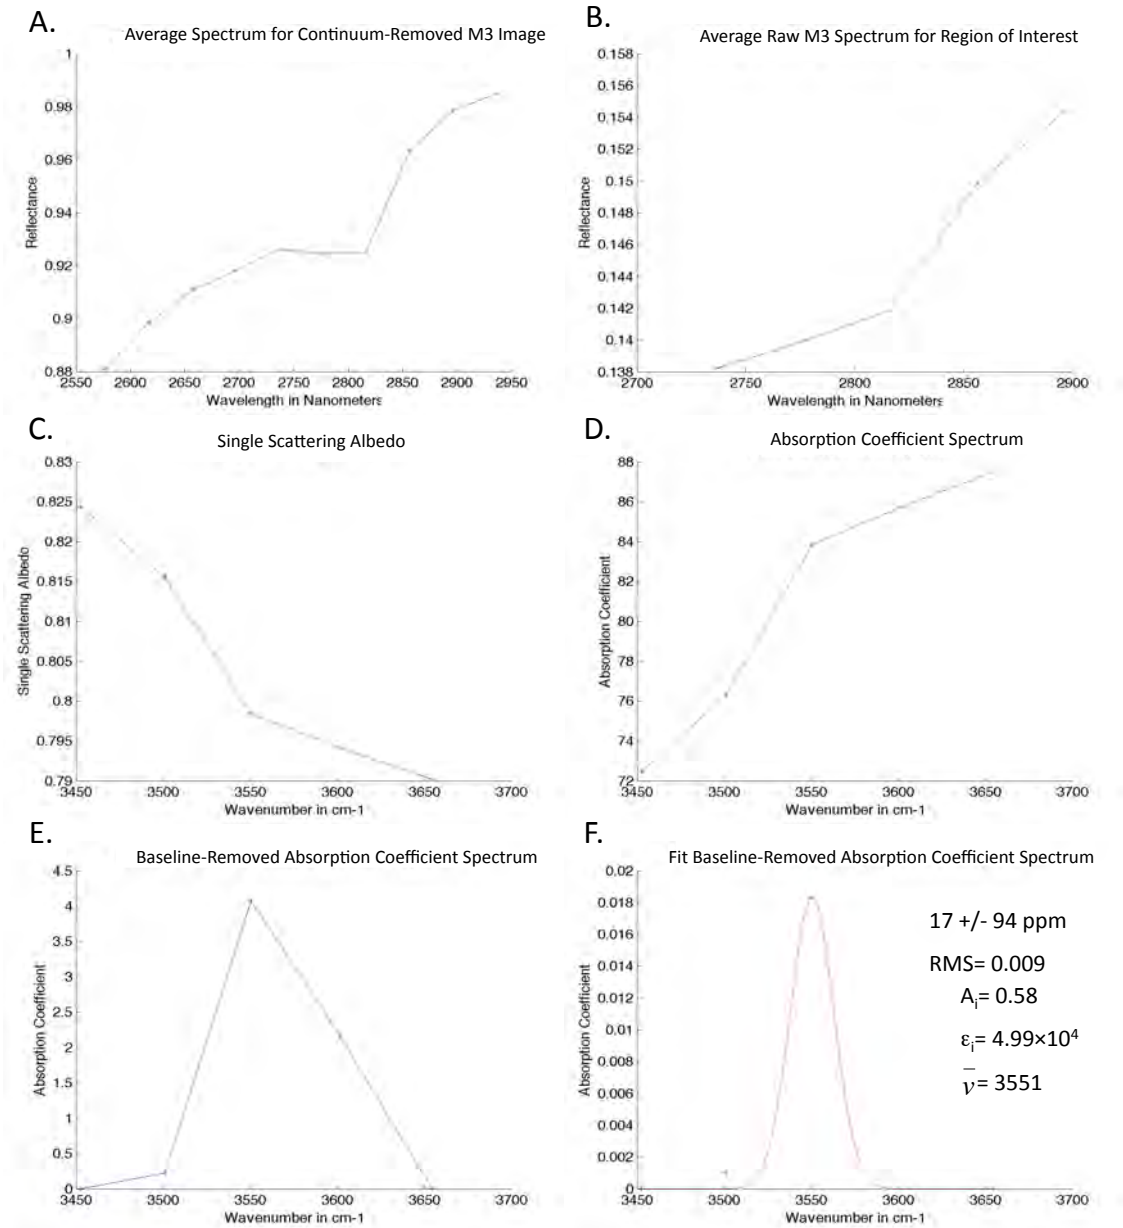 A.
Average Spectrum for Continuum-Removed M3 Image
1
0.98
0.96
0.94
0.92
0.9
0.88
Reflectance
2550 2600 2650 2700 2750 2800 2850 2900 2950
Wavelength in Nanometers
B.
Average Raw M3 Spectrum for Region of Interest
0.158
0.156
0.154
0.152
0.15
0.148
0.146
0.144
0.142
0.14
0.138
Reflectance
2700 2750 2800 2850 2900
Wavelength in Nanometers
C.
Single Scattering Albedo
0.83
0.825
0.82
0.815
0.81
0.805
0.8
0.795
0.79
Single Scattering Albedo
3450 3500 3550 3600 3650 3700
Wavenumber in cm-1
D.
Absorption Coefficient Spectrum
88
86
84
82
80
78
76
74
72
Absorption Coefficient
3450 3500 3550 3600 3650 3700
Wavenumber in cm-1
E.
Baseline-Removed Absorption Coefficient Spectrum
4.5
4
3.5
3
2.5
2
1.5
1
0.5
0
Absorption Coefficient
3450 3500 3550 3600 3650 3700
Wavenumber in cm-1
F.
Fit Baseline-Removed Absorption Coefficient Spectrum
0.02
0.018
0.016
0.014
0.012
0.01
0.008
0.006
0.004
0.002
0
Absorption Coefficient
3450 3500 3550 3600 3650 3700
Wavenumber in cm-1
17 +/- 94 ppm
RMS= 0.009
Aᵢ= 0.58
εᵢ= 4.99×10⁴
ν̅= 3551